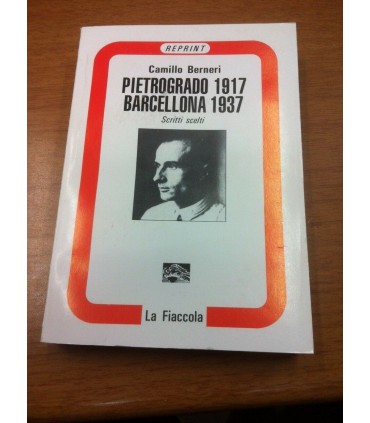 REPRINT
Camillo Berneri
PIETROGRADO 1917
BARCELLONA 1937
Scritti scelti
La Fiaccola